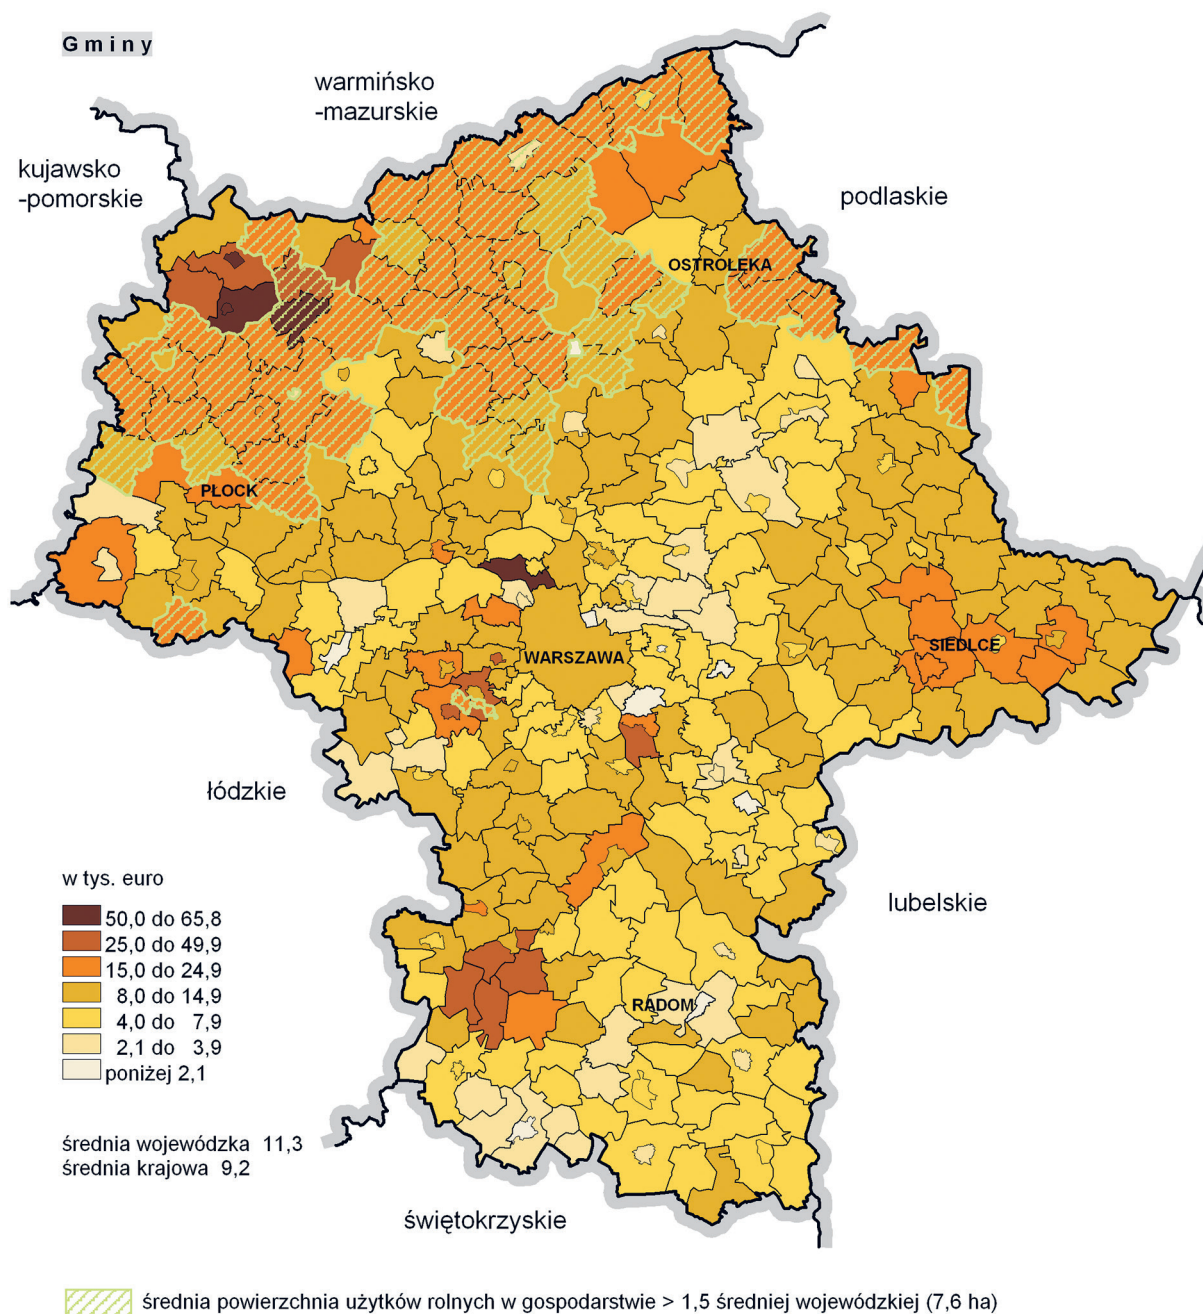 G m i n y
warmińsko
-mazurskie
kujawsko
-pomorskie
podlaskie
OSTROŁĘKA
PŁOCK
WARSZAWA
SIEDLCE
łódzkie
w tys. euro
50,0 do 65,8
25,0 do 49,9
15,0 do 24,9
8,0 do 14,9
4,0 do 7,9
2,1 do 3,9
poniżej 2,1
lubelskie
RADOM
średnia wojewódzka 11,3
średnia krajowa 9,2
świętokrzyskie
średnia powierzchnia użytków rolnych w gospodarstwie > 1,5 średniej wojewódzkiej (7,6 ha)